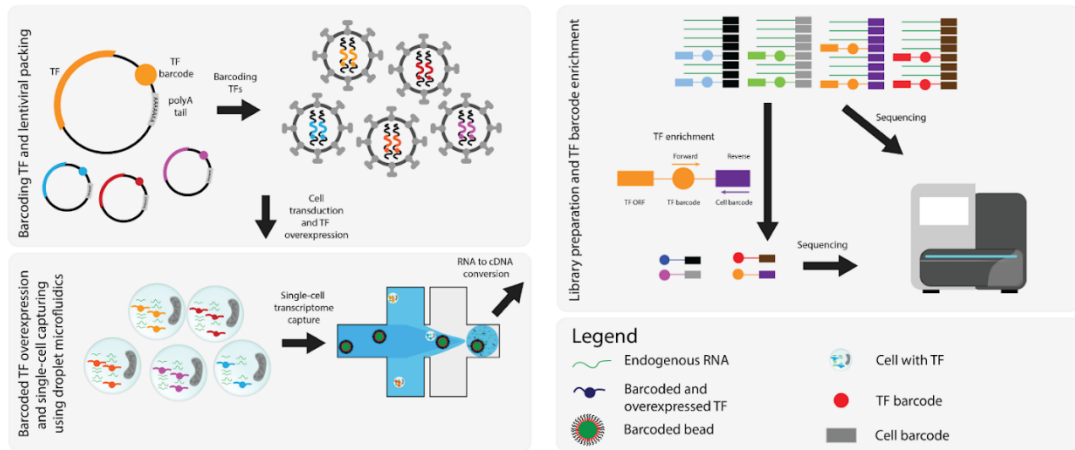 Barcoding TF and lentiviral packing
TF
TF
barcode
polyA
tail
Barcoding
TFs
Cell
transduction
and TF
overexpression
Barcoded TF overexpression
and single-cell capturing
using droplet microfluidics
Single-cell
transcriptome
capture
RNA to cDNA
conversion
Library preparation and TF barcode enrichment
Sequencing
TF enrichment
Forward
Reverse
TF ORF
TF barcode
Cell barcode
Sequencing
Legend
Endogenous RNA
Barcoded and
overexpressed TF
Barcoded bead
Cell with TF
TF barcode
Cell barcode